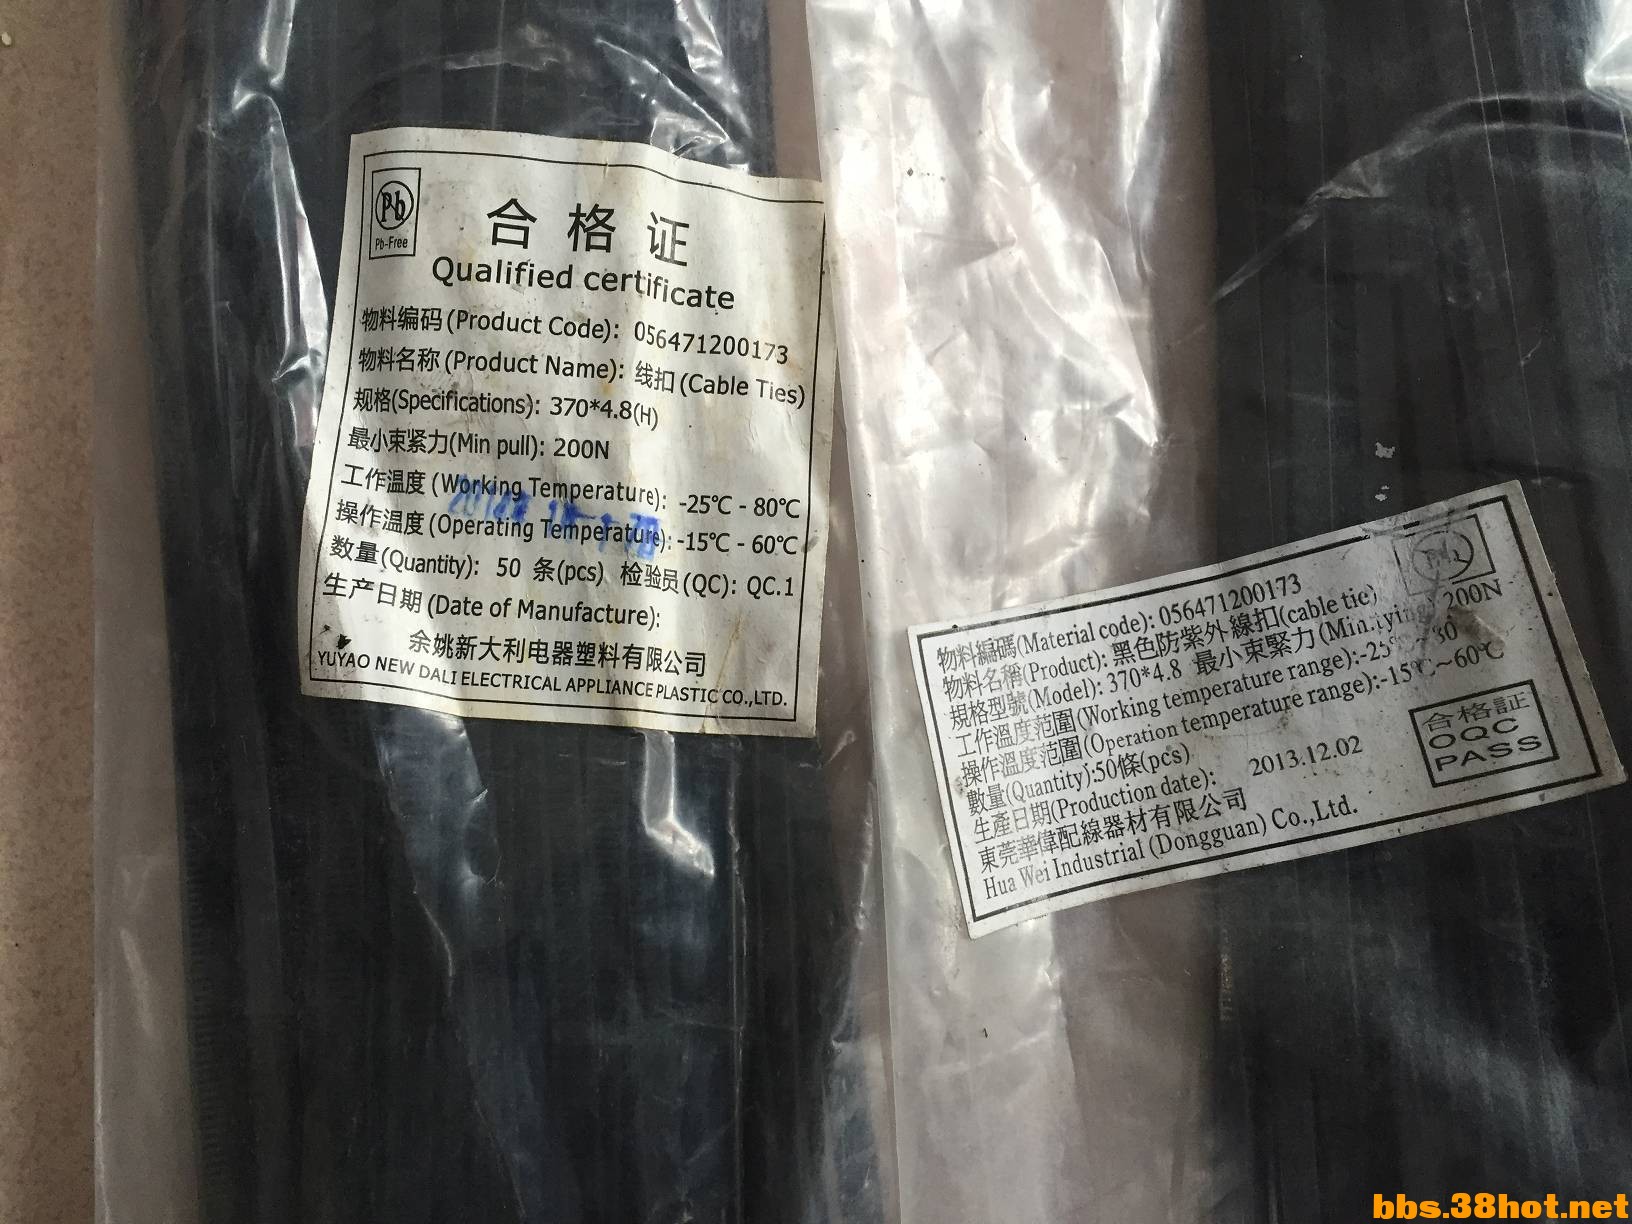 Pb
Pb-Free
合格证
Qualified certificate
物料编码(Product Code): 056471200173
物料名称(Product Name): 线扣(Cable Ties)
规格(Specifications): 370*4.8(H)
最小束紧力(Min pull): 200N
工作温度(Working Temperature): -25℃ - 80℃
操作温度(Operating Temperature): -15℃ - 60℃
数量(Quantity): 50 条(pcs) 检验员(QC): QC.1
生产日期(Date of Manufacture):
余姚新大利电器塑料有限公司
YUYAO NEW DALI ELECTRICAL APPLIANCE PLASTIC CO.,LTD.
物料編碼(Material code): 056471200173
物料名稱(Product): 黑色防紫外線扣(cable tie)
規格型號(Model): 370*4.8 最小束緊力(Min.tying) 200N
工作溫度范圍(Working temperature range):-25
操作溫度范圍(Operation temperature range):-15℃~60℃
數量(Quantity):50條(pcs)
生產日期(Production date): 2013.12.02
東莞華偉配線器材有限公司
Hua Wei Industrial (Dongguan) Co.,Ltd.
合格証
OQC
PASS
bbs.38hot.net